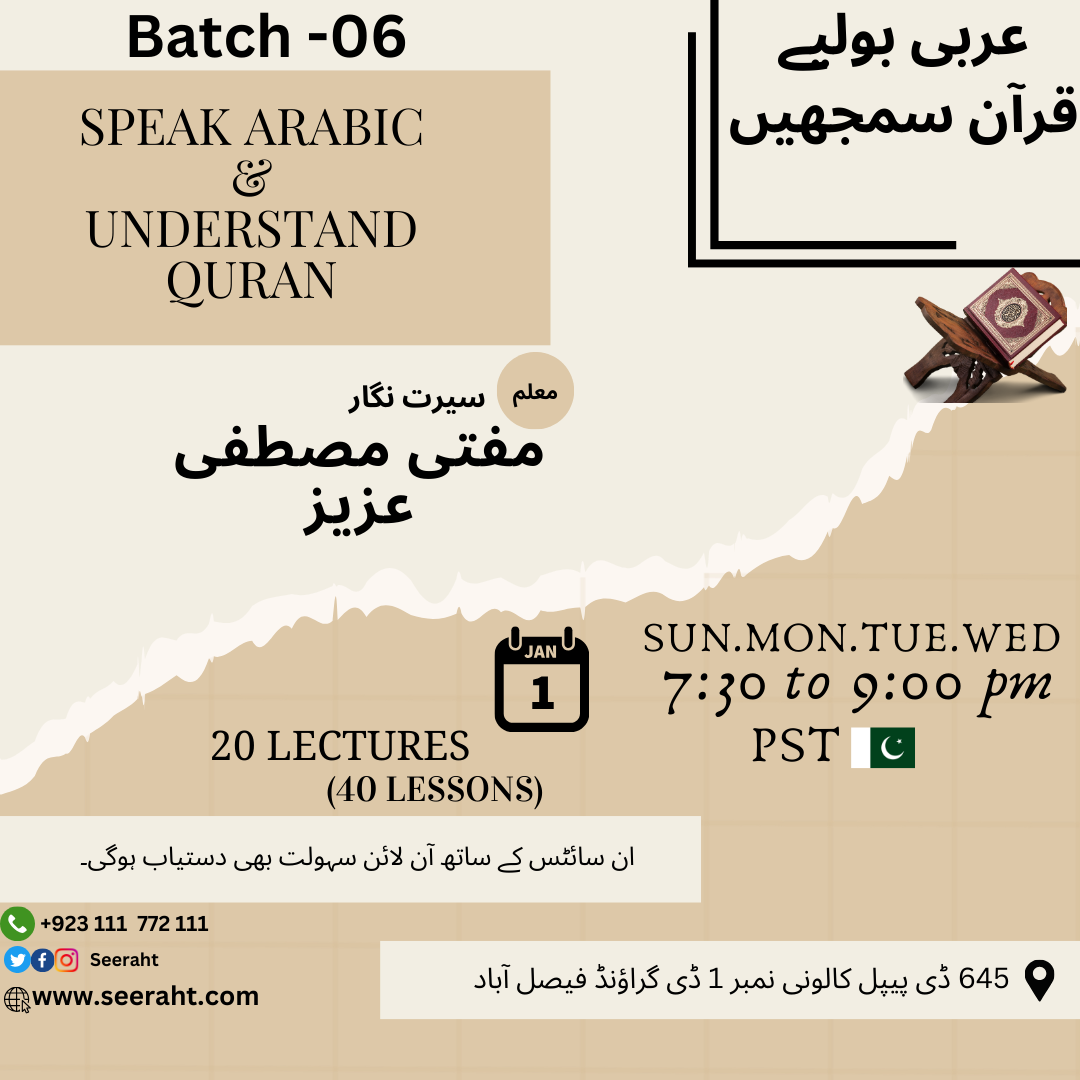 Batch -06
عربی بولیے
قرآن سمجھیں
SPEAK ARABIC
&
UNDERSTAND
QURAN
معلم
سیرت نگار
مفتی مصطفی
عزیز
JAN
1
SUN.MON.TUE.WED
7:30 to 9:00 pm
PST
20 LECTURES
(40 LESSONS)
ان سائٹس کے ساتھ آن لائن سہولت بھی دستیاب ہوگی۔
+923 111 772 111
Seeraht
www.seeraht.com
645 ڈی پیپل کالونی نمبر 1 ڈی گراؤنڈ فیصل آباد